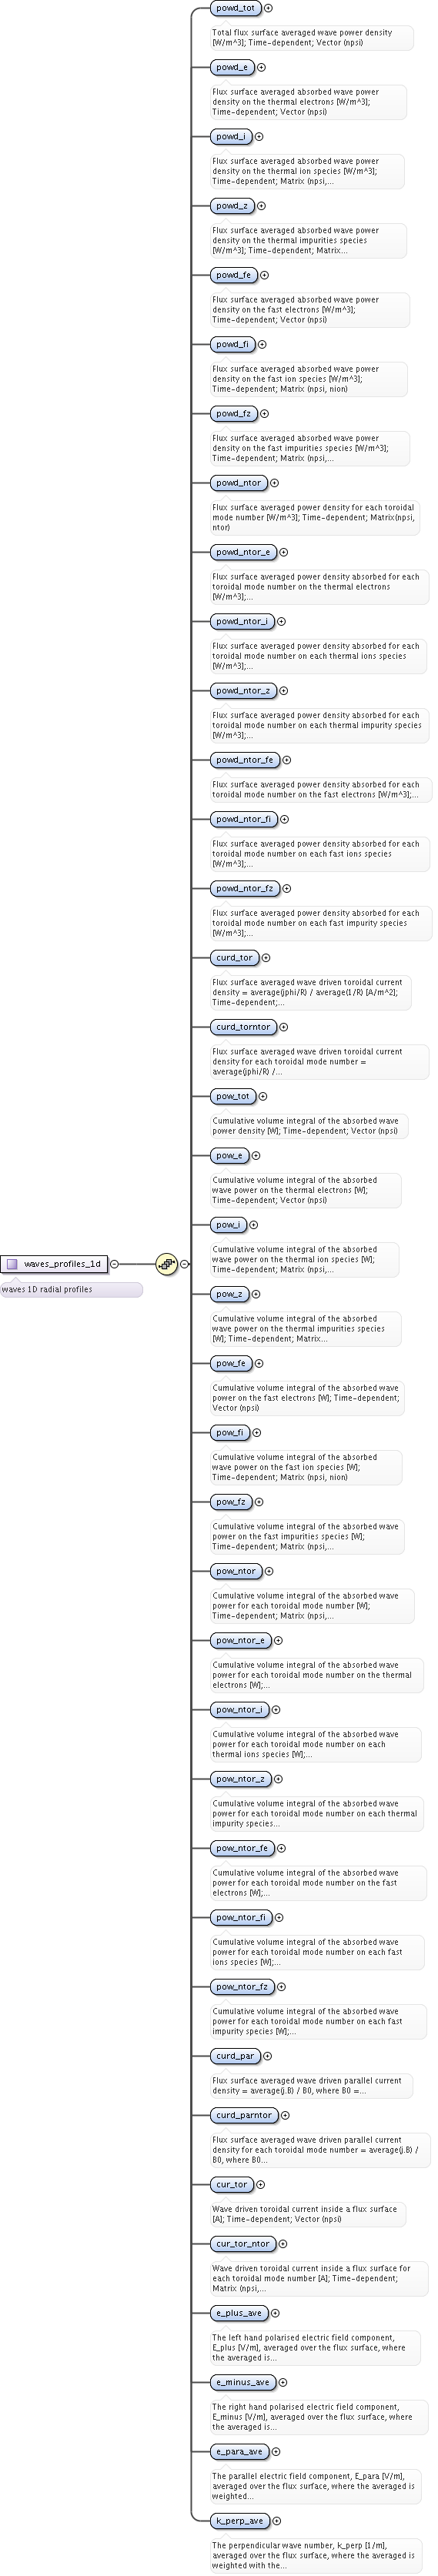 powd_tot
Total flux surface averaged wave power density
[W/m^3]; Time-dependent; Vector (npsi)
powd_e
Flux surface averaged absorbed wave power
density on the thermal electrons [W/m^3];
Time-dependent; Vector (npsi)
powd_i
Flux surface averaged absorbed wave power
density on the thermal ion species [W/m^3];
Time-dependent; Matrix (npsi,...
powd_z
Flux surface averaged absorbed wave power
density on the thermal impurities species
[W/m^3]; Time-dependent; Matrix...
powd_fe
Flux surface averaged absorbed wave power
density on the fast electrons [W/m^3];
Time-dependent; Vector (npsi)
powd_fi
Flux surface averaged absorbed wave power
density on the fast ion species [W/m^3];
Time-dependent; Matrix (npsi, nion)
powd_fz
Flux surface averaged absorbed wave power
density on the fast impurities species [W/m^3];
Time-dependent; Matrix (npsi,...
powd_ntor
Flux surface averaged power density for each toroidal
mode number [W/m^3]; Time-dependent; Matrix(npsi,
ntor)
powd_ntor_e
Flux surface averaged power density absorbed for each
toroidal mode number on the thermal electrons
[W/m^3];...
powd_ntor_i
Flux surface averaged power density absorbed for each
toroidal mode number on each thermal ions species
[W/m^3];...
powd_ntor_z
Flux surface averaged power density absorbed for each
toroidal mode number on each thermal impurity species
[W/m^3];...
powd_ntor_fe
Flux surface averaged power density absorbed for each
toroidal mode number on the fast electrons [W/m^3];...
powd_ntor_fi
Flux surface averaged power density absorbed for each
toroidal mode number on each fast ions species
[W/m^3];...
powd_ntor_fz
Flux surface averaged power density absorbed for each
toroidal mode number on each fast impurity species
[W/m^3];...
curd_tor
Flux surface averaged wave driven toroidal current
density = average(jphi/R) / average(1/R) [A/m^2];
Time-dependent;...
curd_torntor
Flux surface averaged wave driven toroidal current
density for each toroidal mode number =
average(jphi/R) /...
pow_tot
Cumulative volume integral of the absorbed wave
power density [W]; Time-dependent; Vector (npsi)
pow_e
Cumulative volume integral of the absorbed
wave power on the thermal electrons [W];
Time-dependent; Vector (npsi)
pow_i
Cumulative volume integral of the absorbed
wave power on the thermal ion species [W];
Time-dependent; Matrix (npsi,...
waves_profiles_1d
waves 1D radial profiles
pow_z
Cumulative volume integral of the absorbed
wave power on the thermal impurities species
[W]; Time-dependent; Matrix...
pow_fe
Cumulative volume integral of the absorbed wave
power on the fast electrons [W]; Time-dependent;
Vector (npsi)
pow_fi
Cumulative volume integral of the absorbed
wave power on the fast ion species [W];
Time-dependent; Matrix (npsi, nion)
pow_fz
Cumulative volume integral of the absorbed wave
power on the fast impurities species [W];
Time-dependent; Matrix (npsi,...
pow_ntor
Cumulative volume integral of the absorbed wave
power for each toroidal mode number [W];
Time-dependent; Matrix (npsi,...
pow_ntor_e
Cumulative volume integral of the absorbed wave
power for each toroidal mode number on the thermal
electrons [W];...
pow_ntor_i
Cumulative volume integral of the absorbed wave
power for each toroidal mode number on each
thermal ions species [W];...
pow_ntor_z
Cumulative volume integral of the absorbed wave
power for each toroidal mode number on each thermal
impurity species...
pow_ntor_fe
Cumulative volume integral of the absorbed wave
power for each toroidal mode number on the fast
electrons [W];...
pow_ntor_fi
Cumulative volume integral of the absorbed wave
power for each toroidal mode number on each fast
ions species [W];...
pow_ntor_fz
Cumulative volume integral of the absorbed wave
power for each toroidal mode number on each fast
impurity species [W];...
curd_par
Flux surface averaged wave driven parallel current
density = average(j.B) / B0, where B0 =...
curd_parntor
Flux surface averaged wave driven parallel current
density for each toroidal mode number = average(j.B) /
B0, where B0...
cur_tor
Wave driven toroidal current inside a flux surface
[A]; Time-dependent; Vector (npsi)
cur_tor_ntor
Wave driven toroidal current inside a flux surface for
each toroidal mode number [A]; Time-dependent;
Matrix (npsi,...
e_plus_ave
The left hand polarised electric field component,
E_plus [V/m], averaged over the flux surface, where
the averaged is...
e_minus_ave
The right hand polarised electric field component,
E_minus [V/m], averaged over the flux surface, where
the averaged is...
e_para_ave
The parallel electric field component, E_para [V/m],
averaged over the flux surface, where the averaged is
weighted...
k_perp_ave
The perpendicular wave number, k_perp [1/m],
averaged over the flux surface, where the averaged is
weighted with the...